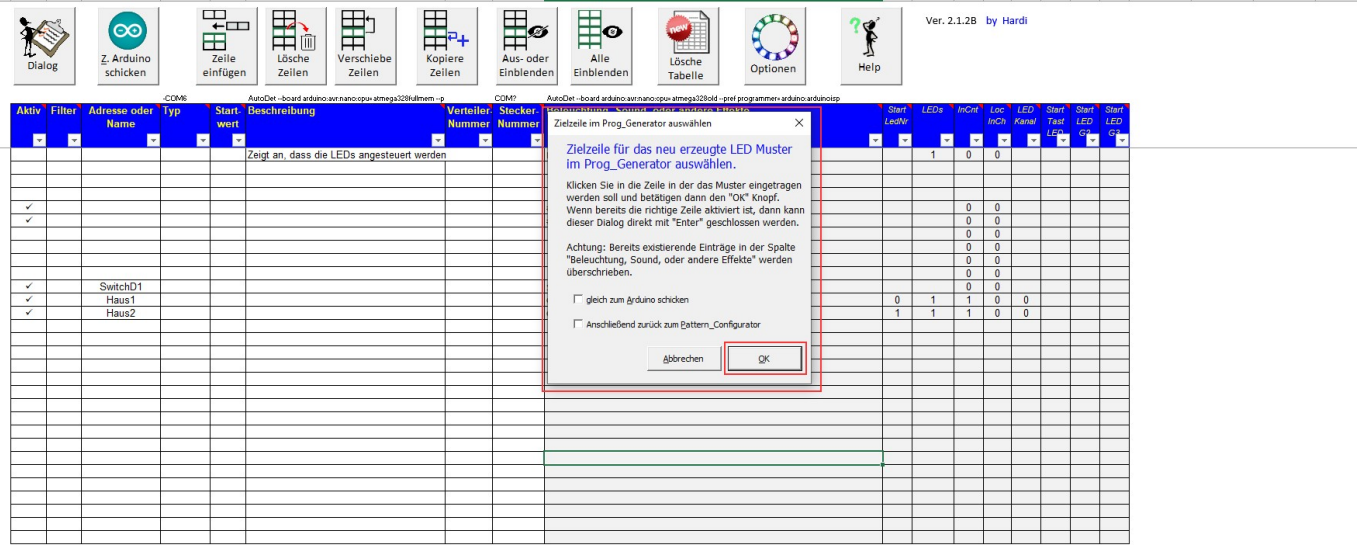 Dialog
Z. Arduino
schicken
Zeile
einfügen
Lösche
Zeilen
Verschiebe
Zeilen
Kopiere
Zeilen
Aus- oder
Einblenden
Alle
Einblenden
new
Lösche
Tabelle
Optionen
Help
Ver. 2.1.2B by Hardi
-COM6 AutoDet --board arduino:avr:nano:cpu=atmega328fullmem --p COM? AutoDet --board arduino:avr:nano:cpu=atmega328old --pref programmer=arduino:arduinoisp
Aktiv
Filter
Adresse oder
Name
Typ
Start-
wert
Beschreibung
Verteiler-
Nummer
Stecker-
Nummer
Beleuchtung, Sound, oder andere Effekte
Start
LedNr
LEDs
InCnt
Loc
InCh
LED
Kanal
Start
Tast
LED
Start
LED
G2
Start
LED
G3
Zeigt an, dass die LEDs angesteuert werden 1 0 0
✓ 0 0
✓ 0 0
0 0
0 0
0 0
0 0
✓ SwitchD1 0 0
✓ Haus1 0 1 1 0 0
✓ Haus2 1 1 1 0 0
Zielzeile im Prog_Generator auswählen
Zielzeile für das neu erzeugte LED Muster
im Prog_Generator auswählen.
Klicken Sie in die Zeile in der das Muster eingetragen
werden soll und betätigen dann den "OK" Knopf.
Wenn bereits die richtige Zeile aktiviert ist, dann kann
dieser Dialog direkt mit "Enter" geschlossen werden.
Achtung: Bereits existierende Einträge in der Spalte
"Beleuchtung, Sound, oder andere Effekte" werden
überschrieben.
gleich zum Arduino schicken
Anschließend zurück zum Pattern_Configurator
Abbrechen
OK